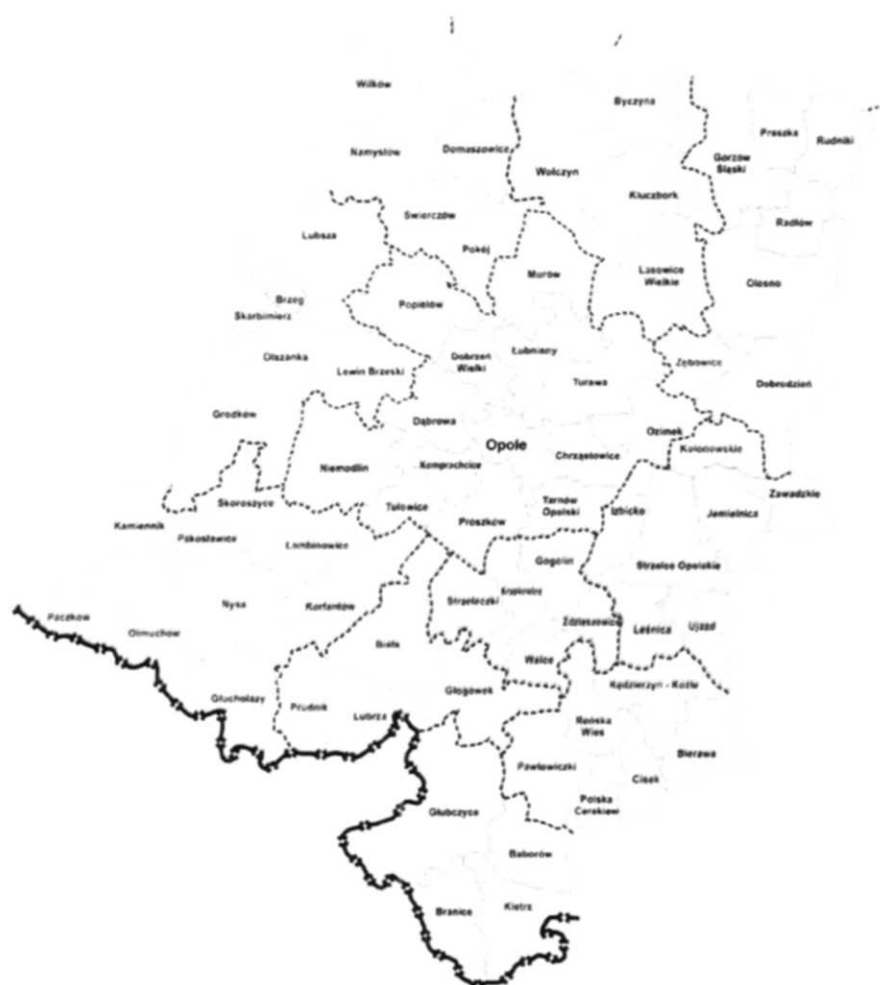 Wilków
Byczyna
Praszka
Rudniki
Namysłów
Domaszowice
Gorzów
Śląski
Wołczyn
Kluczbork
Świerczów
Radłów
Lubsza
Pokój
Murów
Lasowice
Wielkie
Olesno
Brzeg
Skarbimierz
Popielów
Olszanka
Dobrzeń
Wielki
Łubniany
Zębowice
Lewin Brzeski
Turawa
Dobrodzień
Grodków
Dąbrowa
Ozimek
Opole
Kolonowskie
Niemodlin
Komprachcice
Chrząstowice
Zawadzkie
Skoroszyce
Tułowice
Tarnów
Opolski
Izbicko
Jemielnica
Kamiennik
Pakosławice
Łambinowice
Prószków
Gogolin
Strzelce Opolskie
Nysa
Korfantów
Strzeleczki
Krapkowice
Paczków
Otmuchów
Zdzieszowice
Leśnica
Ujazd
Biała
Walce
Głuchołazy
Prudnik
Lubrza
Głogówek
Kędzierzyn - Koźle
Reńska
Wieś
Bierawa
Pawłowiczki
Cisek
Polska
Cerekiew
Głubczyce
Baborów
Branice
Kietrz